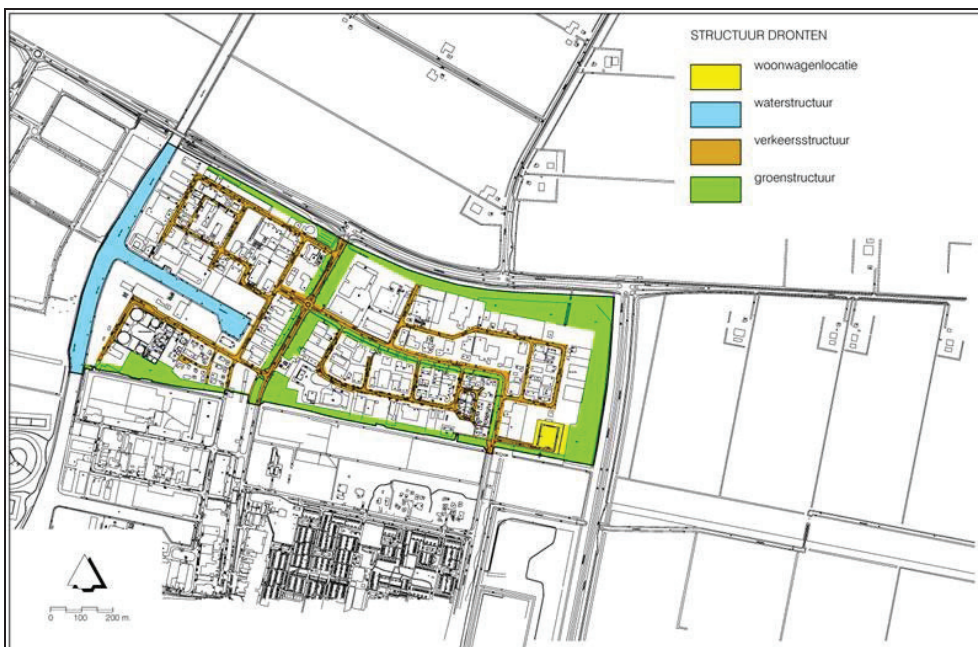 STRUCTUUR DRONTEN
woonwagenlocatie
waterstructuur
verkeersstructuur
groenstructuur
0 100 200 m.